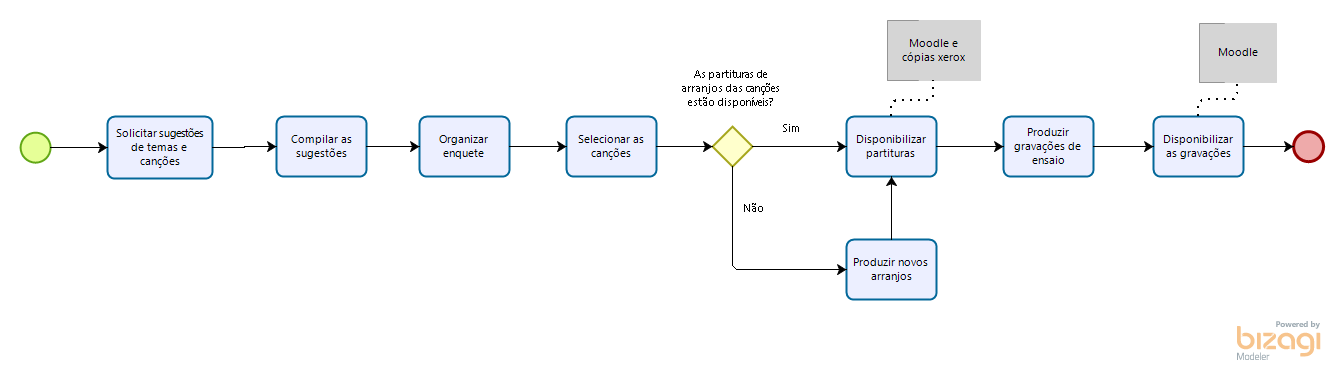 Solicitar sugestões
de temas e
canções
Compilar as
sugestões
Organizar
enquete
Selecionar as
canções
As partituras de
arranjos das canções
estão disponíveis?
Sim
Não
Moodle e
cópias xerox
Disponibilizar
partituras
Produzir novos
arranjos
Produzir
gravações de
ensaio
Moodle
Disponibilizar
as gravações
Powered by
bizagi
Modeler